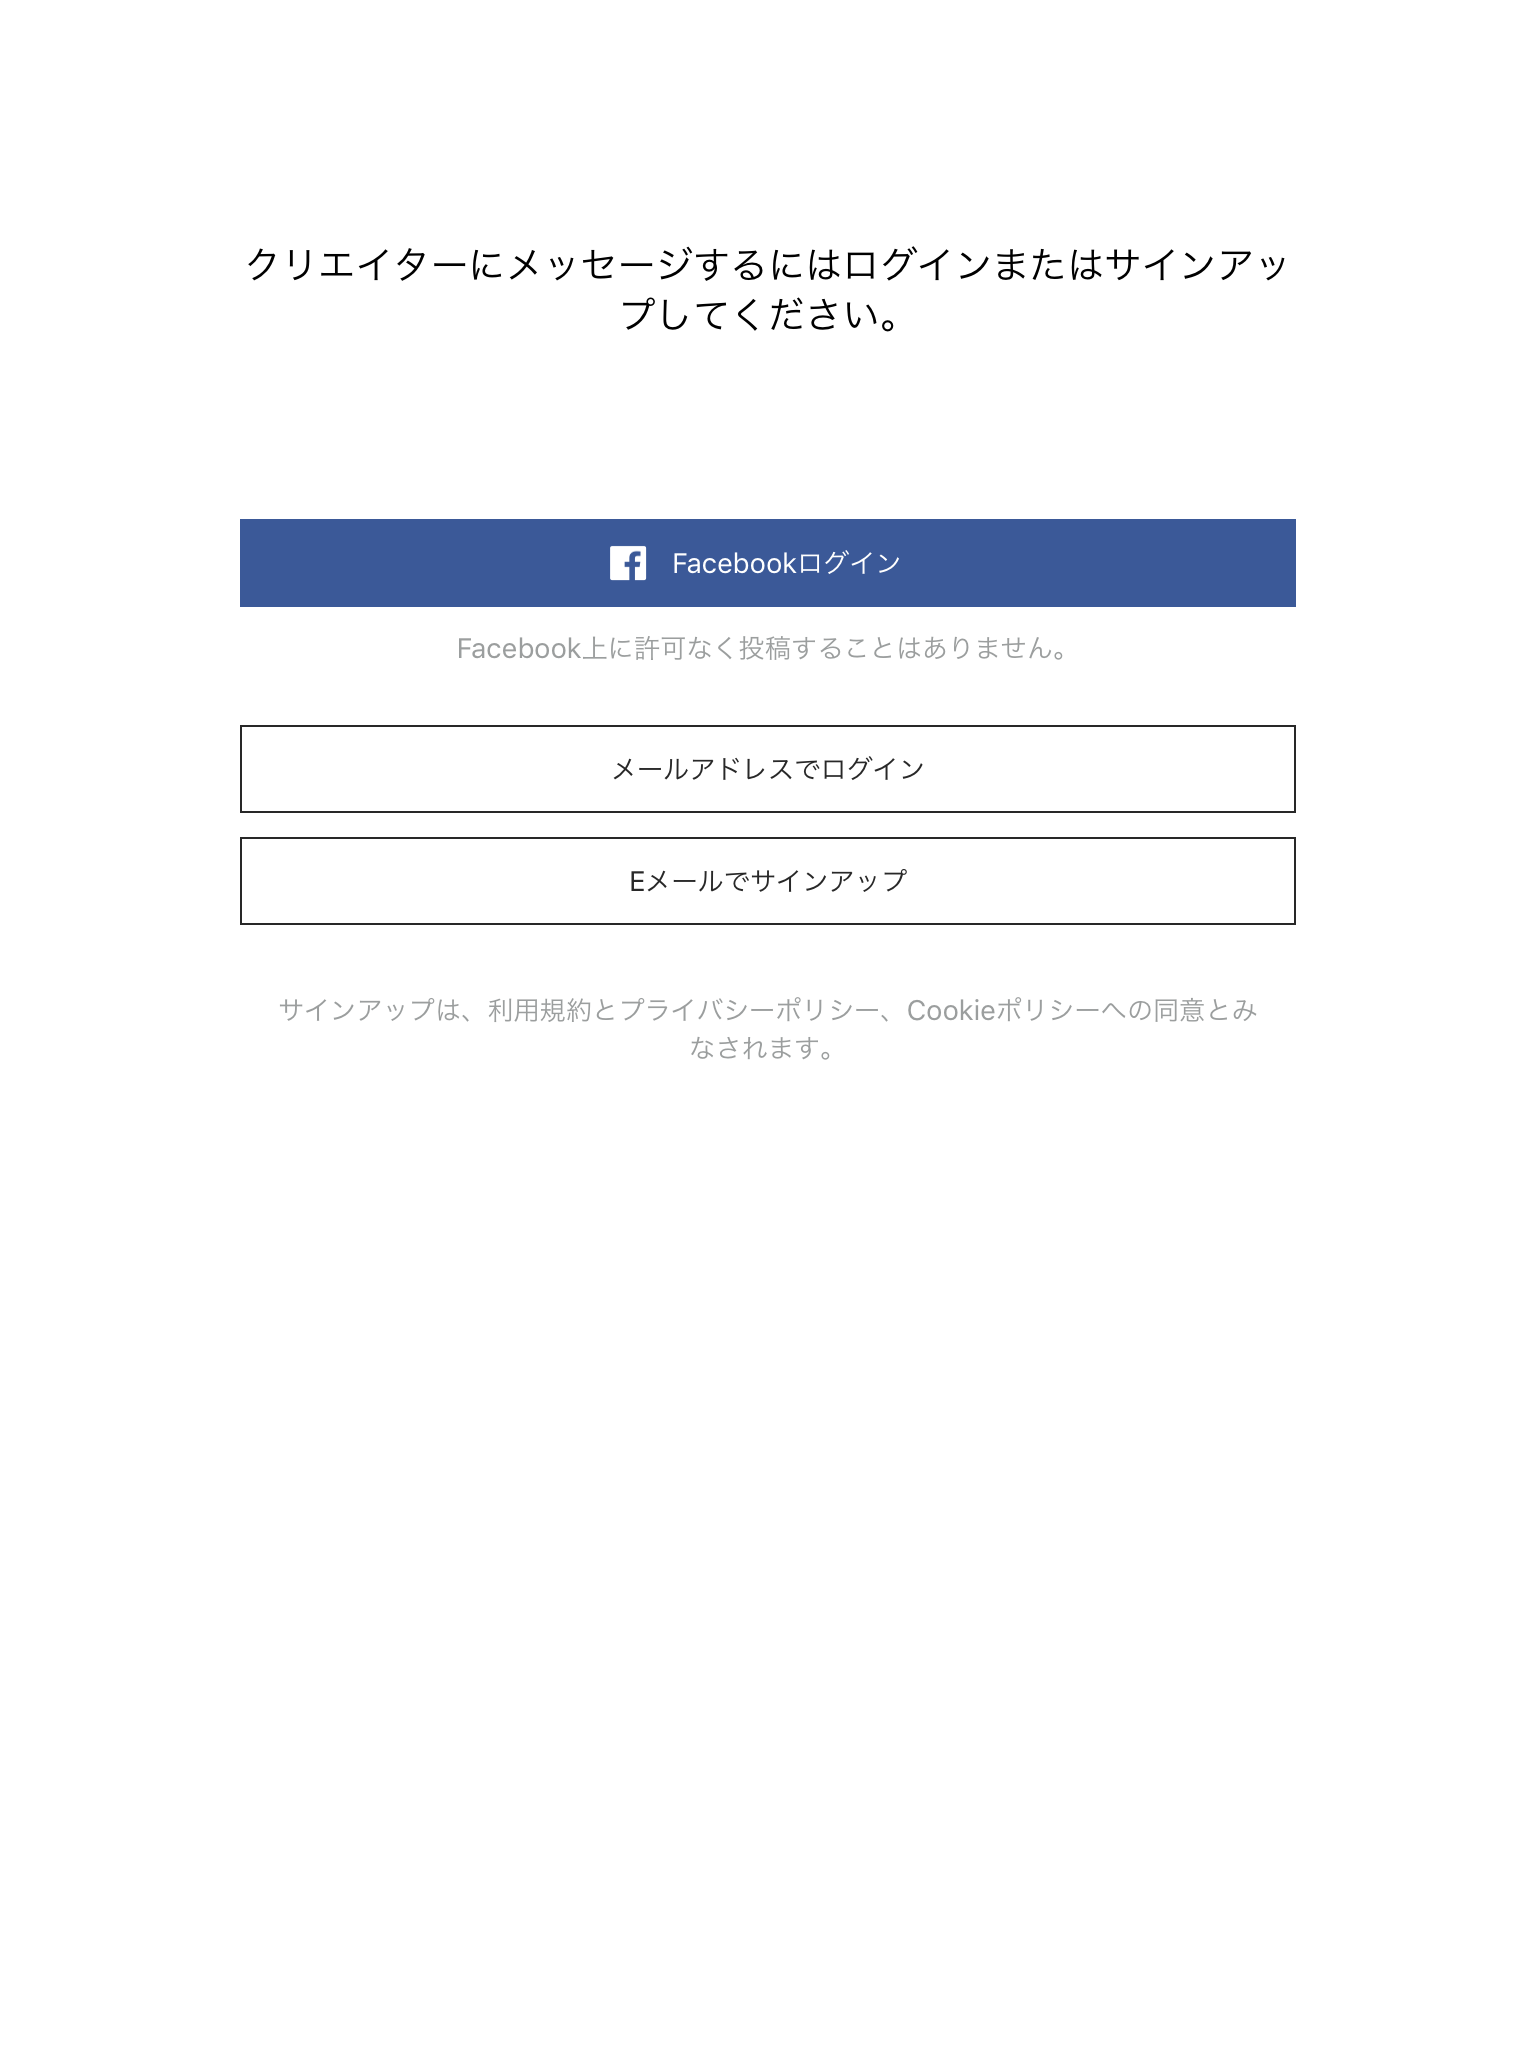 クリエイターにメッセージするにはログインまたはサインアッ
プしてください。
Facebookログイン
Facebook上に許可なく投稿することはありません。
メールアドレスでログイン
Eメールでサインアップ
サインアップは、利用規約とプライバシーポリシー、Cookieポリシーへの同意とみ
なされます。